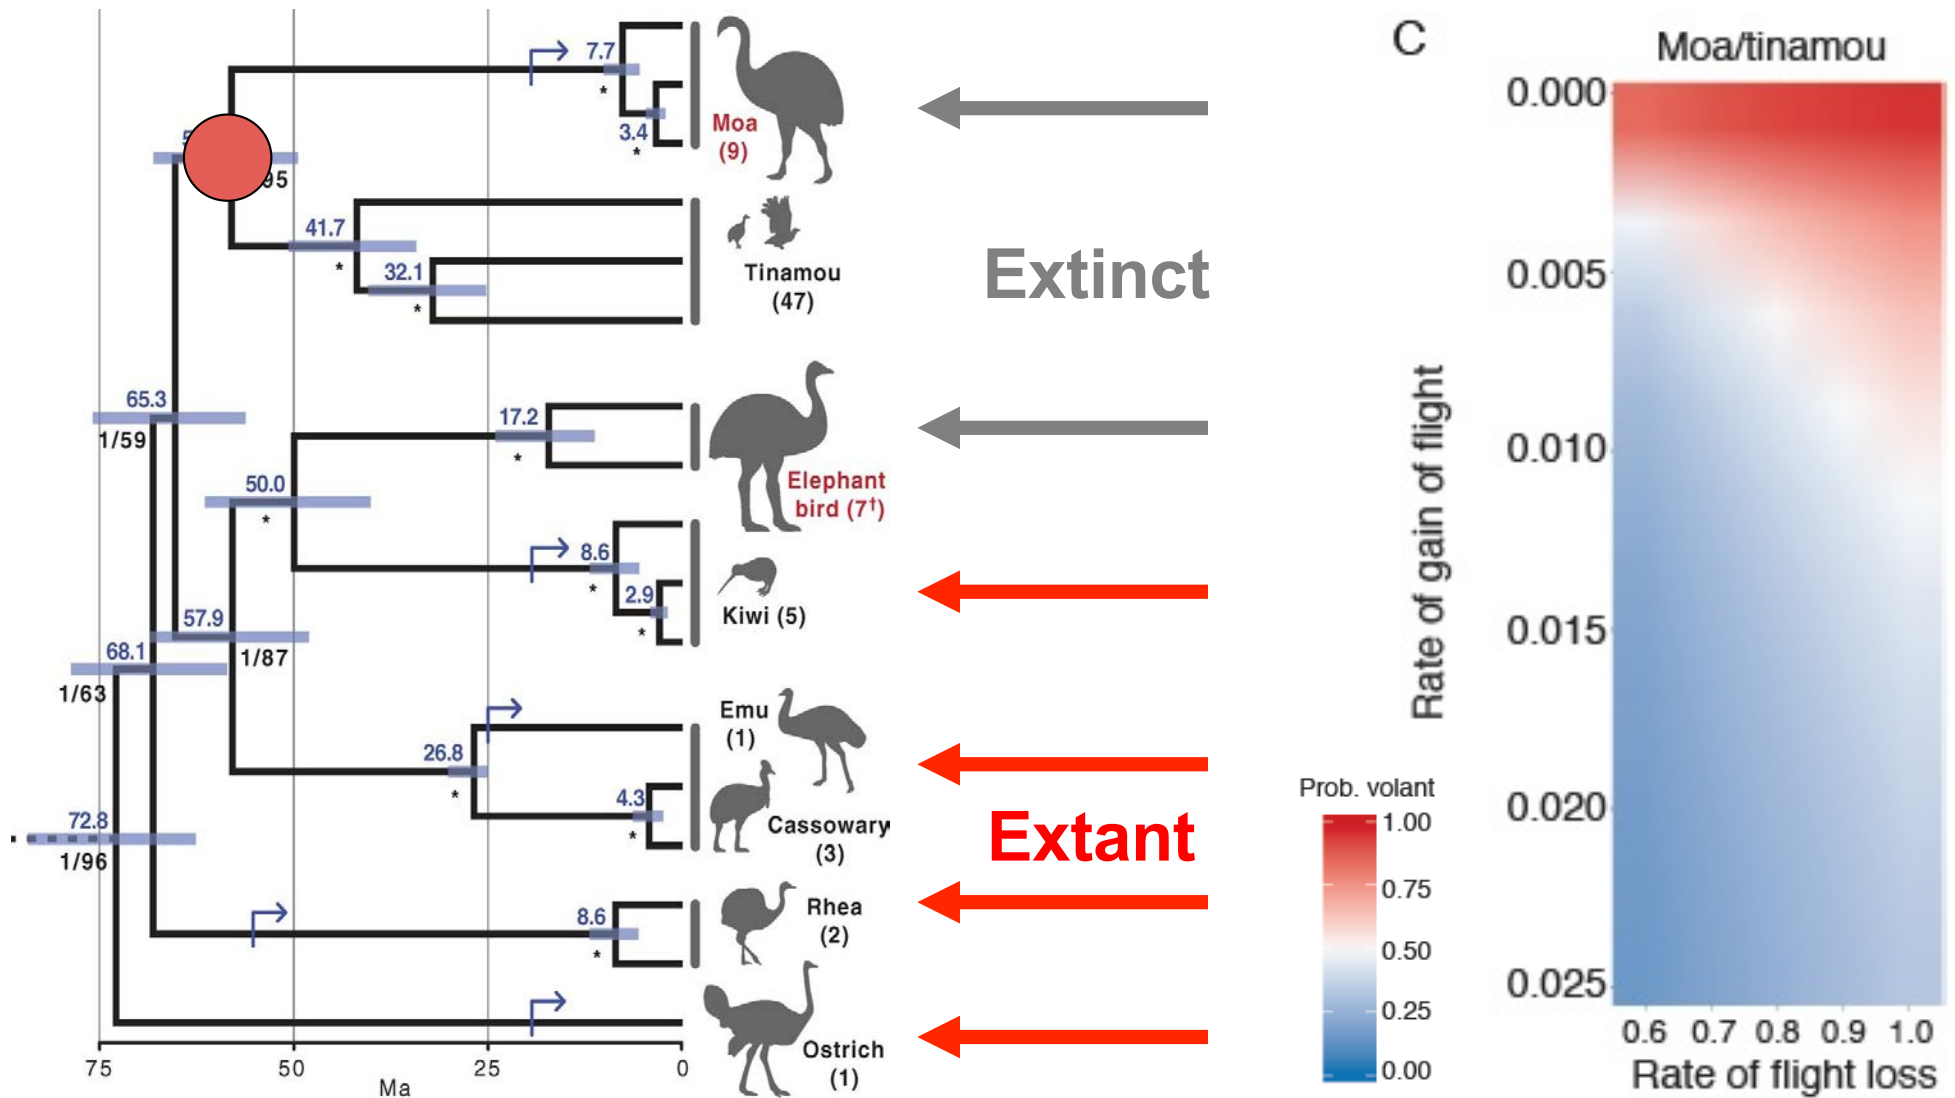 7.7
*
3.4
*
Moa
(9)
5
95
41.7
*
32.1
*
Tinamou
(47)
65.3
1/59
17.2
*
Elephant
bird (7†)
50.0
*
8.6
*
2.9
*
Kiwi (5)
57.9
1/87
68.1
1/63
Emu
(1)
26.8
*
4.3
*
Cassowary
(3)
72.8
1/96
8.6
*
Rhea
(2)
Ostrich
(1)
75
50
25
0
Ma
Extinct
Extant
C
Moa/tinamou
0.000
0.005
0.010
0.015
0.020
0.025
Rate of gain of flight
0.6 0.7 0.8 0.9 1.0
Rate of flight loss
Prob. volant
1.00
0.75
0.50
0.25
0.00